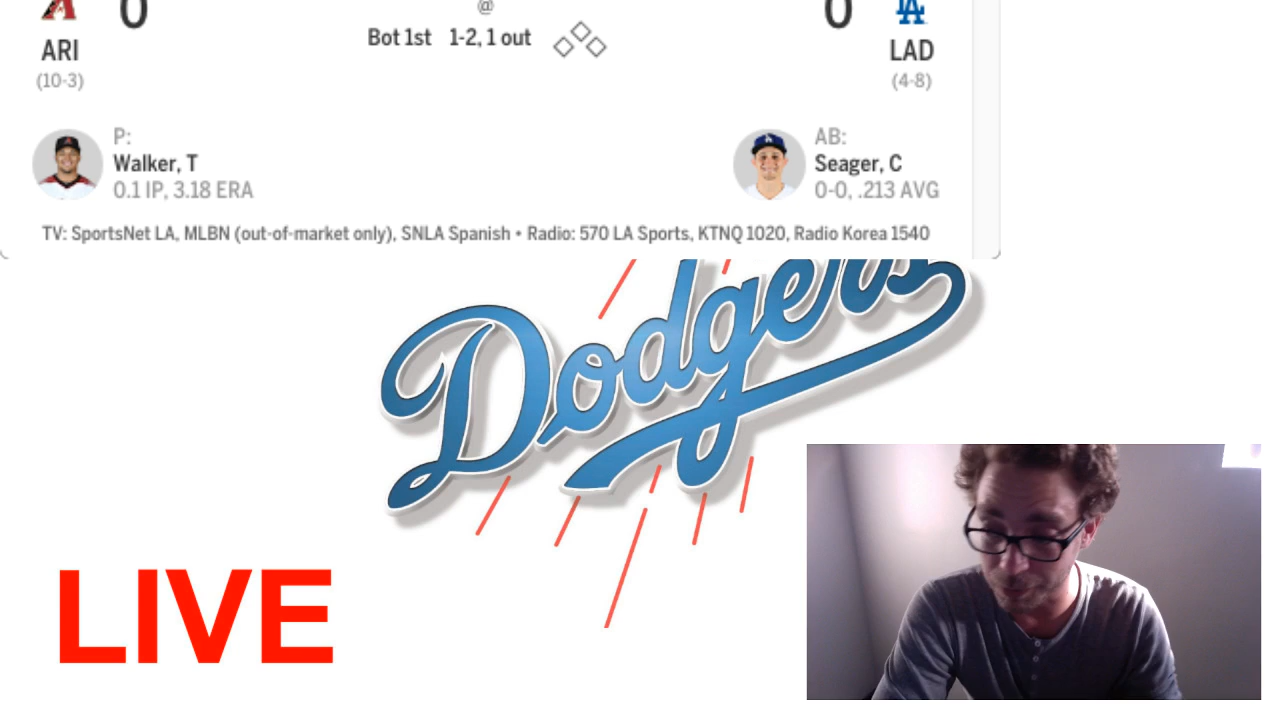 0
0
@
Bot 1st 1-2, 1 out
A
LA
ARI
LAD
(10-3)
(4-8)
P:
Walker, T
0.1 IP, 3.18 ERA
AB:
Seager, C
0-0, .213 AVG
TV: SportsNet LA, MLBN (out-of-market only), SNLA Spanish • Radio: 570 LA Sports, KTNQ 1020, Radio Korea 1540
Dodgers
LIVE